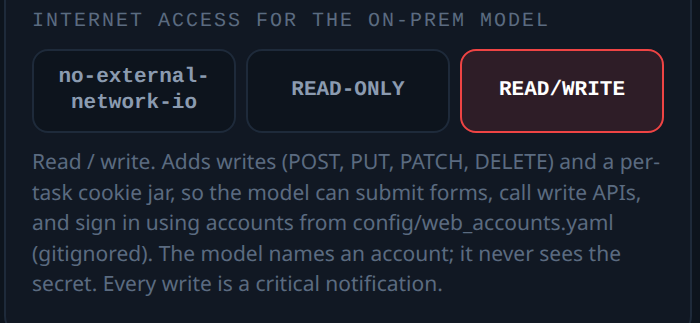 INTERNET ACCESS FOR THE ON-PREM MODEL
no-external-
network-io
READ-ONLY
READ/WRITE
Read / write. Adds writes (POST, PUT, PATCH, DELETE) and a per-
task cookie jar, so the model can submit forms, call write APIs,
and sign in using accounts from config/web_accounts.yaml
(gitignored). The model names an account; it never sees the
secret. Every write is a critical notification.